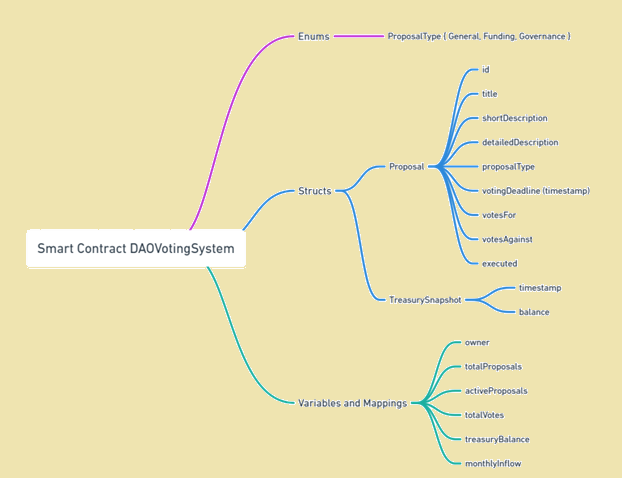 Enums
ProposalType { General, Funding, Governance }
id
title
shortDescription
detailedDescription
Proposal
proposalType
Structs
votingDeadline (timestamp)
votesFor
votesAgainst
executed
Smart Contract DAOVotingSystem
TreasurySnapshot
timestamp
balance
owner
totalProposals
activeProposals
Variables and Mappings
totalVotes
treasuryBalance
monthlyInflow